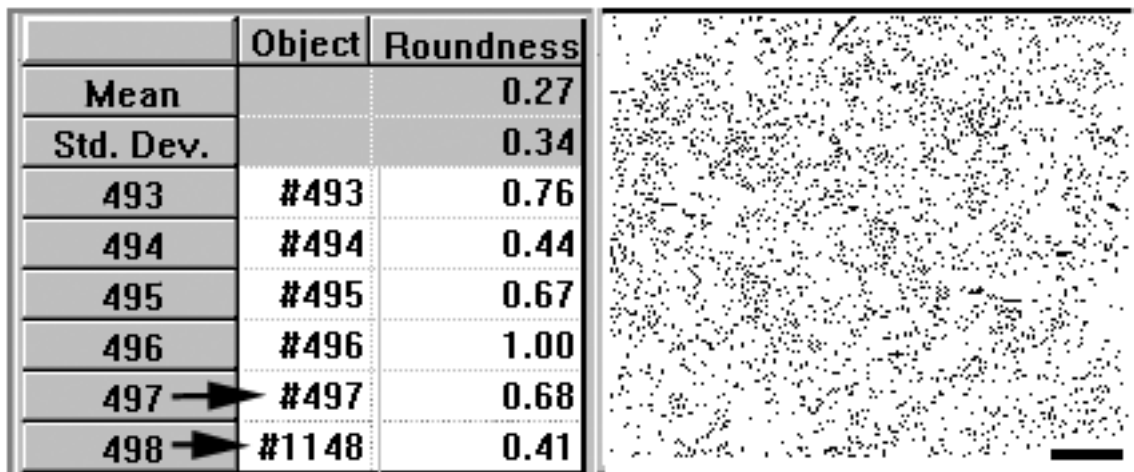 Object Roundness
Mean 0.27
Std. Dev. 0.34
493 #493 0.76
494 #494 0.44
495 #495 0.67
496 #496 1.00
497 #497 0.68
498 #1148 0.41